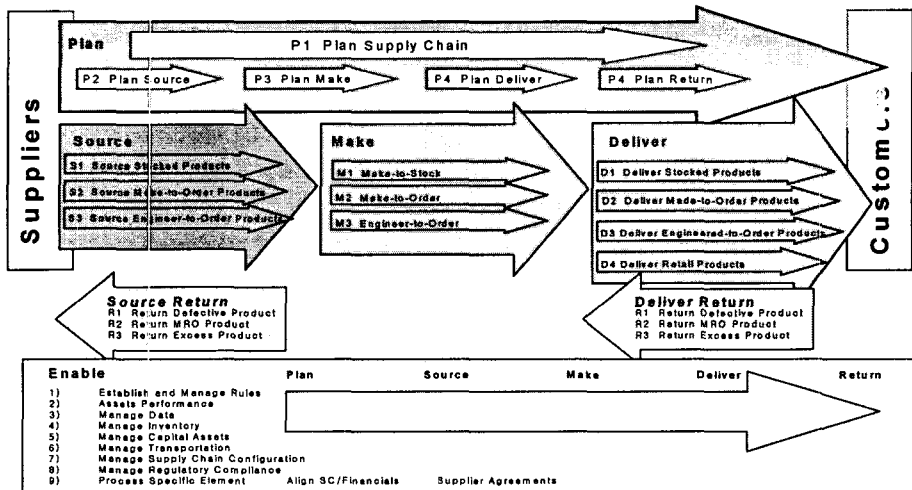 Suppliers
Customers
Plan
P1 Plan Supply Chain
P2 Plan Source
P3 Plan Make
P4 Plan Deliver
P4 Plan Return
Source
S1 Source Stocked Products
S2 Source Make-to-Order Products
S3 Source Engineer-to-Order Products
Make
M1 Make-to-Stock
M2 Make-to-Order
M3 Engineer-to-Order
Deliver
D1 Deliver Stocked Products
D2 Deliver Made-to-Order Products
D3 Deliver Engineered-to-Order Products
D4 Deliver Retail Products
Source Return
R1 Return Defective Product
R2 Return MRO Product
R3 Return Excess Product
Deliver Return
R1 Return Defective Product
R2 Return MRO Product
R3 Return Excess Product
Enable Plan Source Make Deliver Return
1) Establish and Manage Rules
2) Assets Performance
3) Manage Data
4) Manage Inventory
5) Manage Capital Assets
6) Manage Transportation
7) Manage Supply Chain Configuration
8) Manage Regulatory Compliance
9) Process Specific Element Align SC/Financials Supplier Agreements